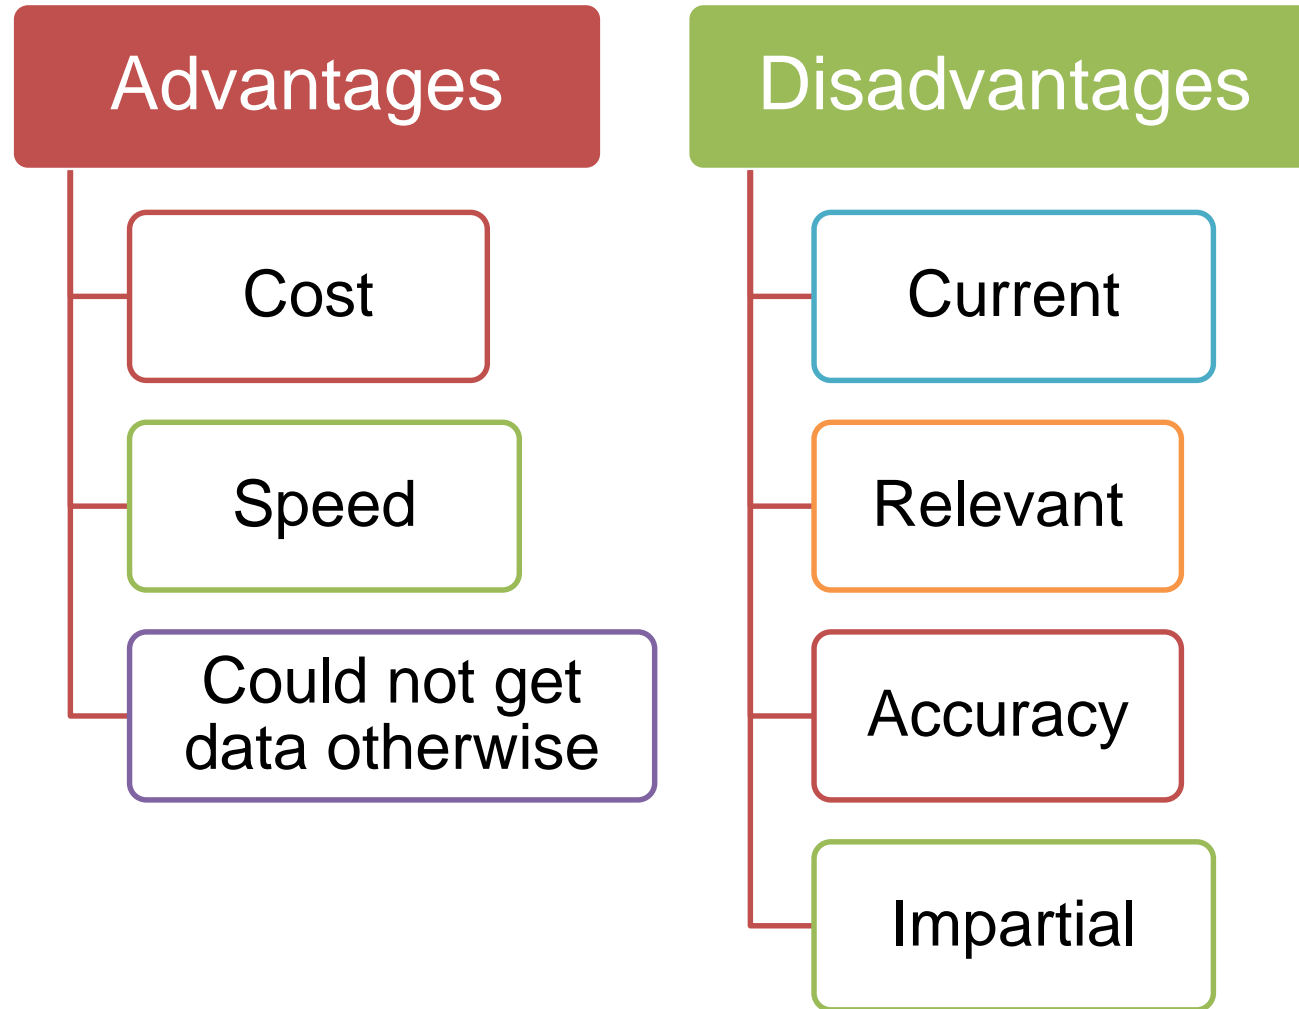 Advantages
Cost
Speed
Could not get
data otherwise
Disadvantages
Current
Relevant
Accuracy
Impartial